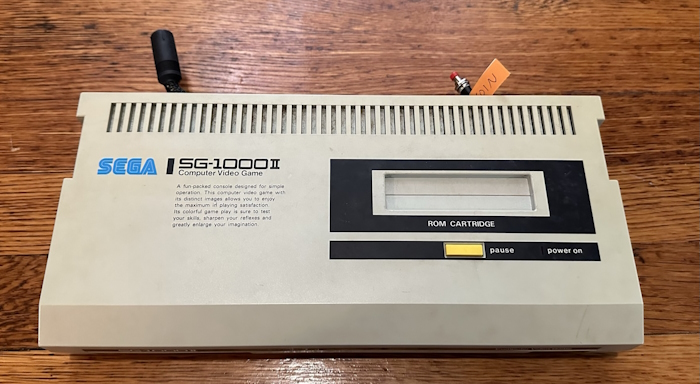 SEGA SG-1000II
Computer Video Game
A fun-packed console designed for simple
operation. This computer video game with
its distinct images allows you to enjoy
the maximum in playing satisfaction.
Its colorful game play is sure to test
your skills, sharpen your reflexes and
greatly enlarge your imagination.
ROM CARTRIDGE
pause
power on